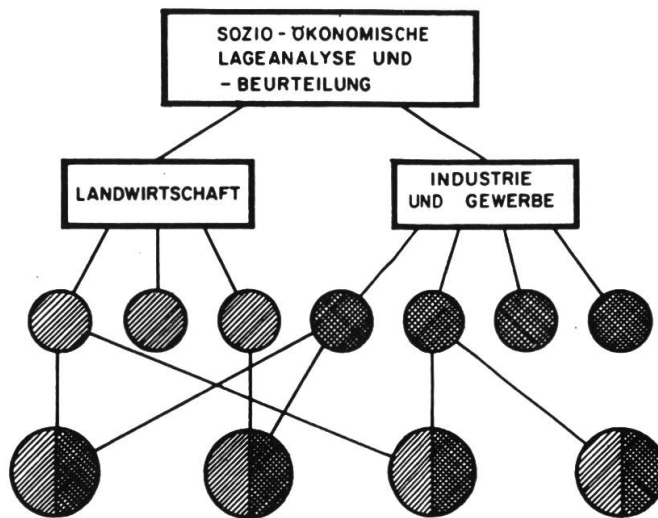 SOZIO-ÖKONOMISCHE
LAGEANALYSE UND
-BEURTEILUNG
LANDWIRTSCHAFT
INDUSTRIE
UND GEWERBE